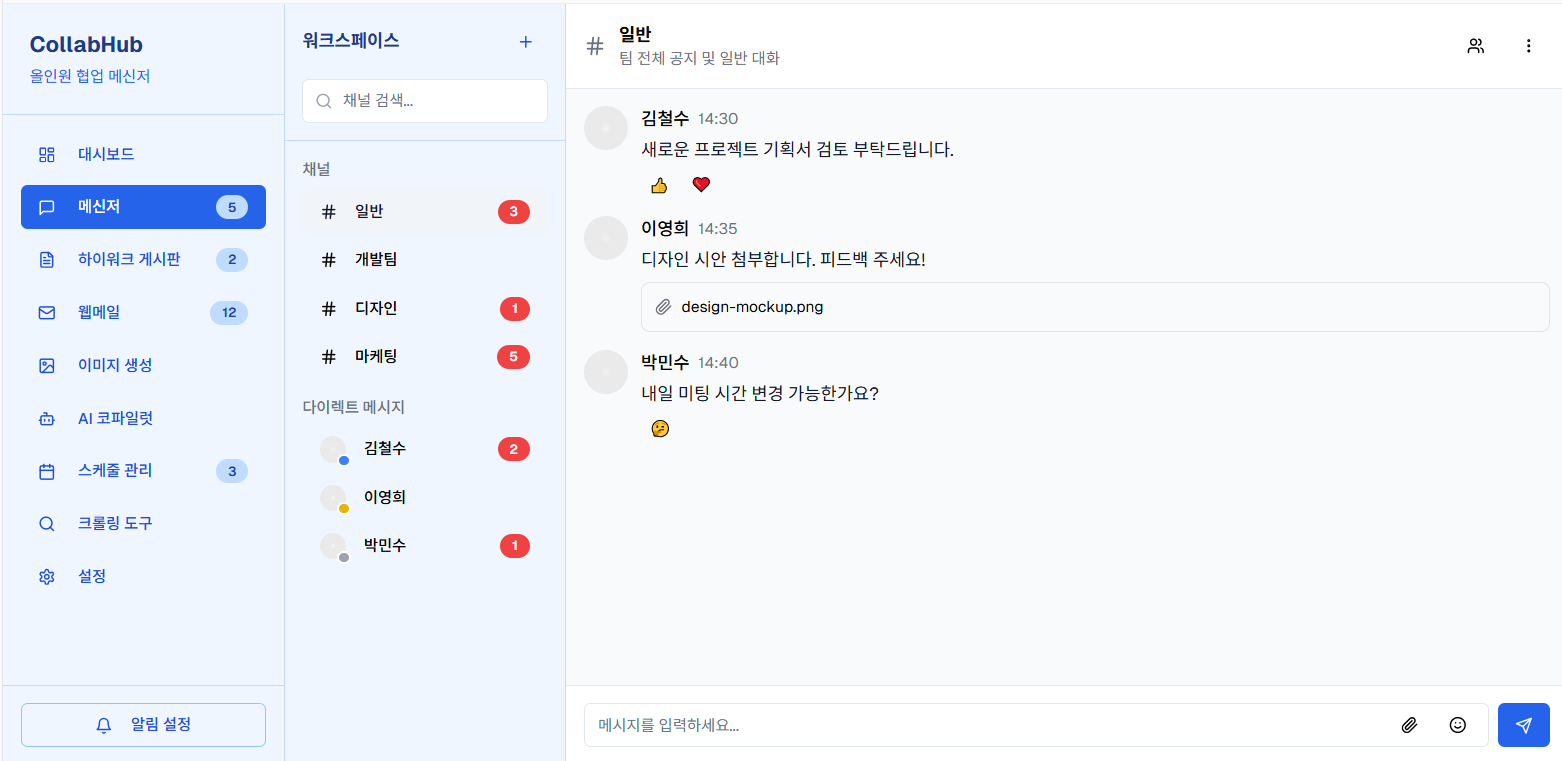 CollabHub
올인원 협업 메신저
대시보드
메신저 5
하이워크 게시판 2
웹메일 12
이미지 생성
AI 코파일럿
스케줄 관리 3
크롤링 도구
설정
알림 설정
워크스페이스
채널 검색...
채널
일반 3
개발팀
디자인 1
마케팅 5
다이렉트 메시지
김철수 2
이영희
박민수 1
일반
팀 전체 공지 및 일반 대화
김철수 14:30
새로운 프로젝트 기획서 검토 부탁드립니다.
👍 ❤️
이영희 14:35
디자인 시안 첨부합니다. 피드백 주세요!
design-mockup.png
박민수 14:40
내일 미팅 시간 변경 가능한가요?
🤔
메시지를 입력하세요...